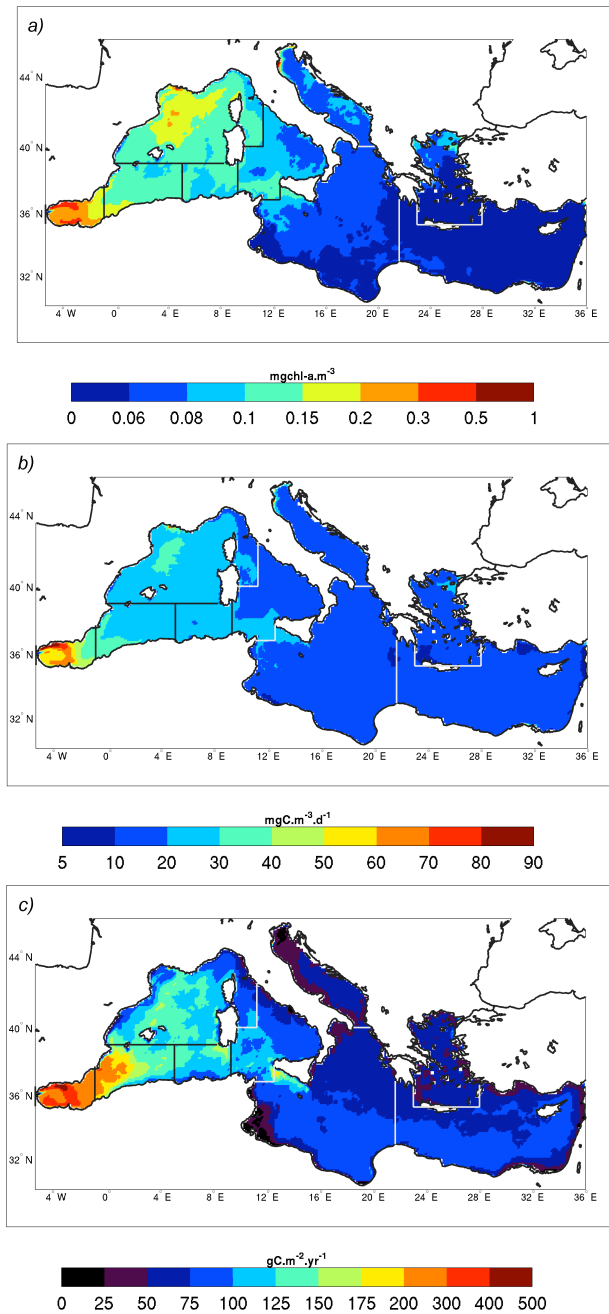 a)
44° N
40° N
36° N
32° N
4° W 0° 4° E 8° E 12° E 16° E 20° E 24° E 28° E 32° E 36° E
mgchl-a.m-3
0 0.06 0.08 0.1 0.15 0.2 0.3 0.5 1
b)
44° N
40° N
36° N
32° N
4° W 0° 4° E 8° E 12° E 16° E 20° E 24° E 28° E 32° E 36° E
mgC.m-3.d-1
5 10 20 30 40 50 60 70 80 90
c)
44° N
40° N
36° N
32° N
4° W 0° 4° E 8° E 12° E 16° E 20° E 24° E 28° E 32° E 36° E
gC.m-2.yr-1
0 25 50 75 100 125 150 175 200 300 400 500